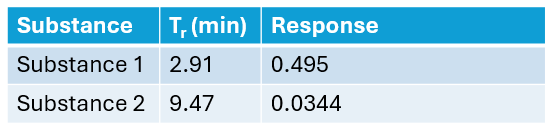 Substance Tr (min) Response
Substance 1 2.91 0.495
Substance 2 9.47 0.0344